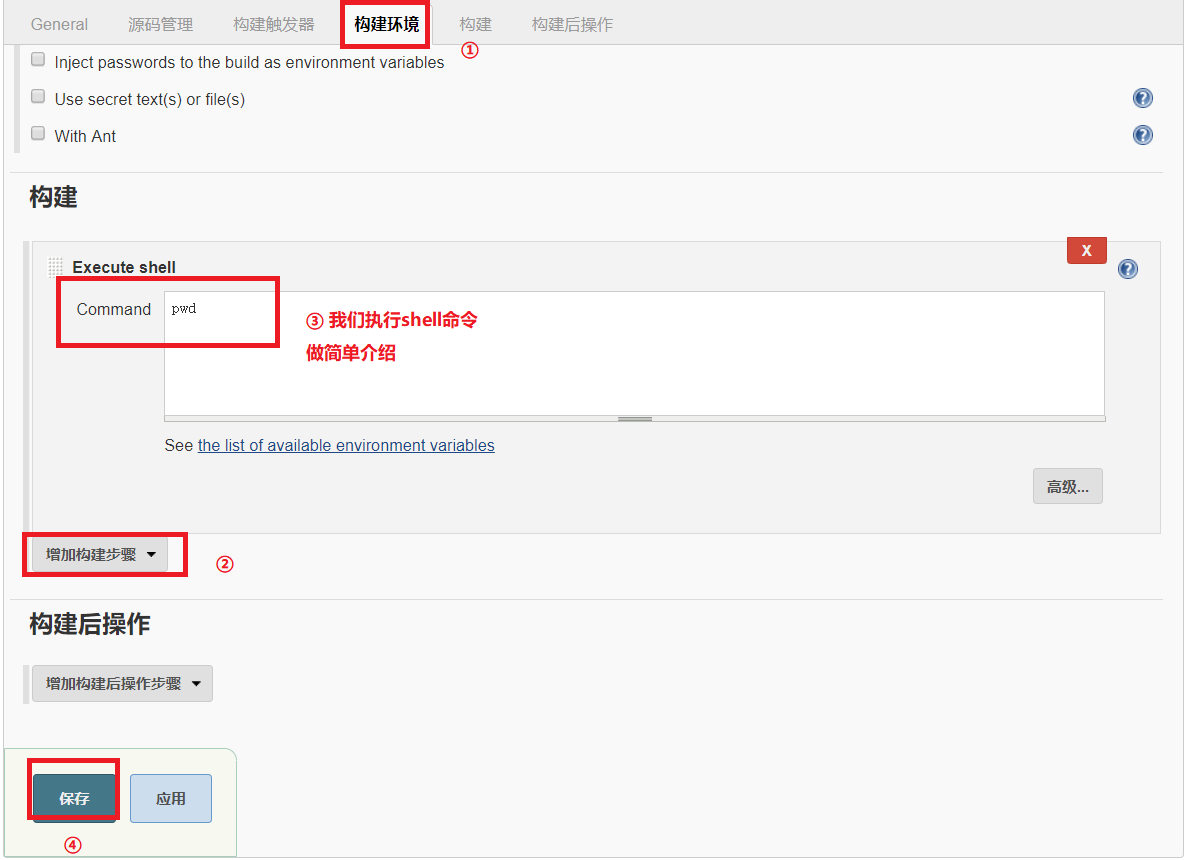 General 源码管理 构建触发器 构建环境 构建 构建后操作
①
Inject passwords to the build as environment variables
Use secret text(s) or file(s)
?
With Ant
?
构建
X
Execute shell
?
Command
pwd
③ 我们执行shell命令
做简单介绍
See the list of available environment variables
高级...
增加构建步骤
②
构建后操作
增加构建后操作步骤
保存 应用
④